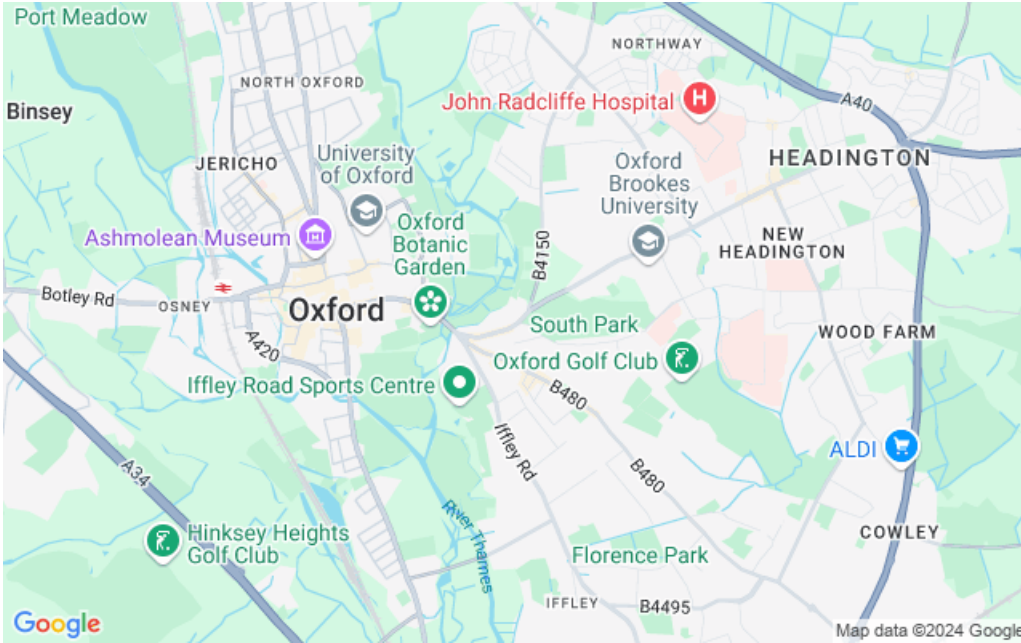 Port Meadow
NORTHWAY
NORTH OXFORD
John Radcliffe Hospital
H
A40
Binsey
JERICHO
University
of Oxford
Oxford
Brookes
University
HEADINGTON
Ashmolean Museum
Oxford
Botanic
Garden
B4150
NEW
HEADINGTON
Botley Rd
OSNEY
Oxford
South Park
WOOD FARM
A420
Oxford Golf Club
Iffley Road Sports Centre
B480
Iffley Rd
ALDI
A34
B480
River Thames
Hinksey Heights
Golf Club
COWLEY
Florence Park
IFFLEY
B4495
Google
Map data ©2024 Google